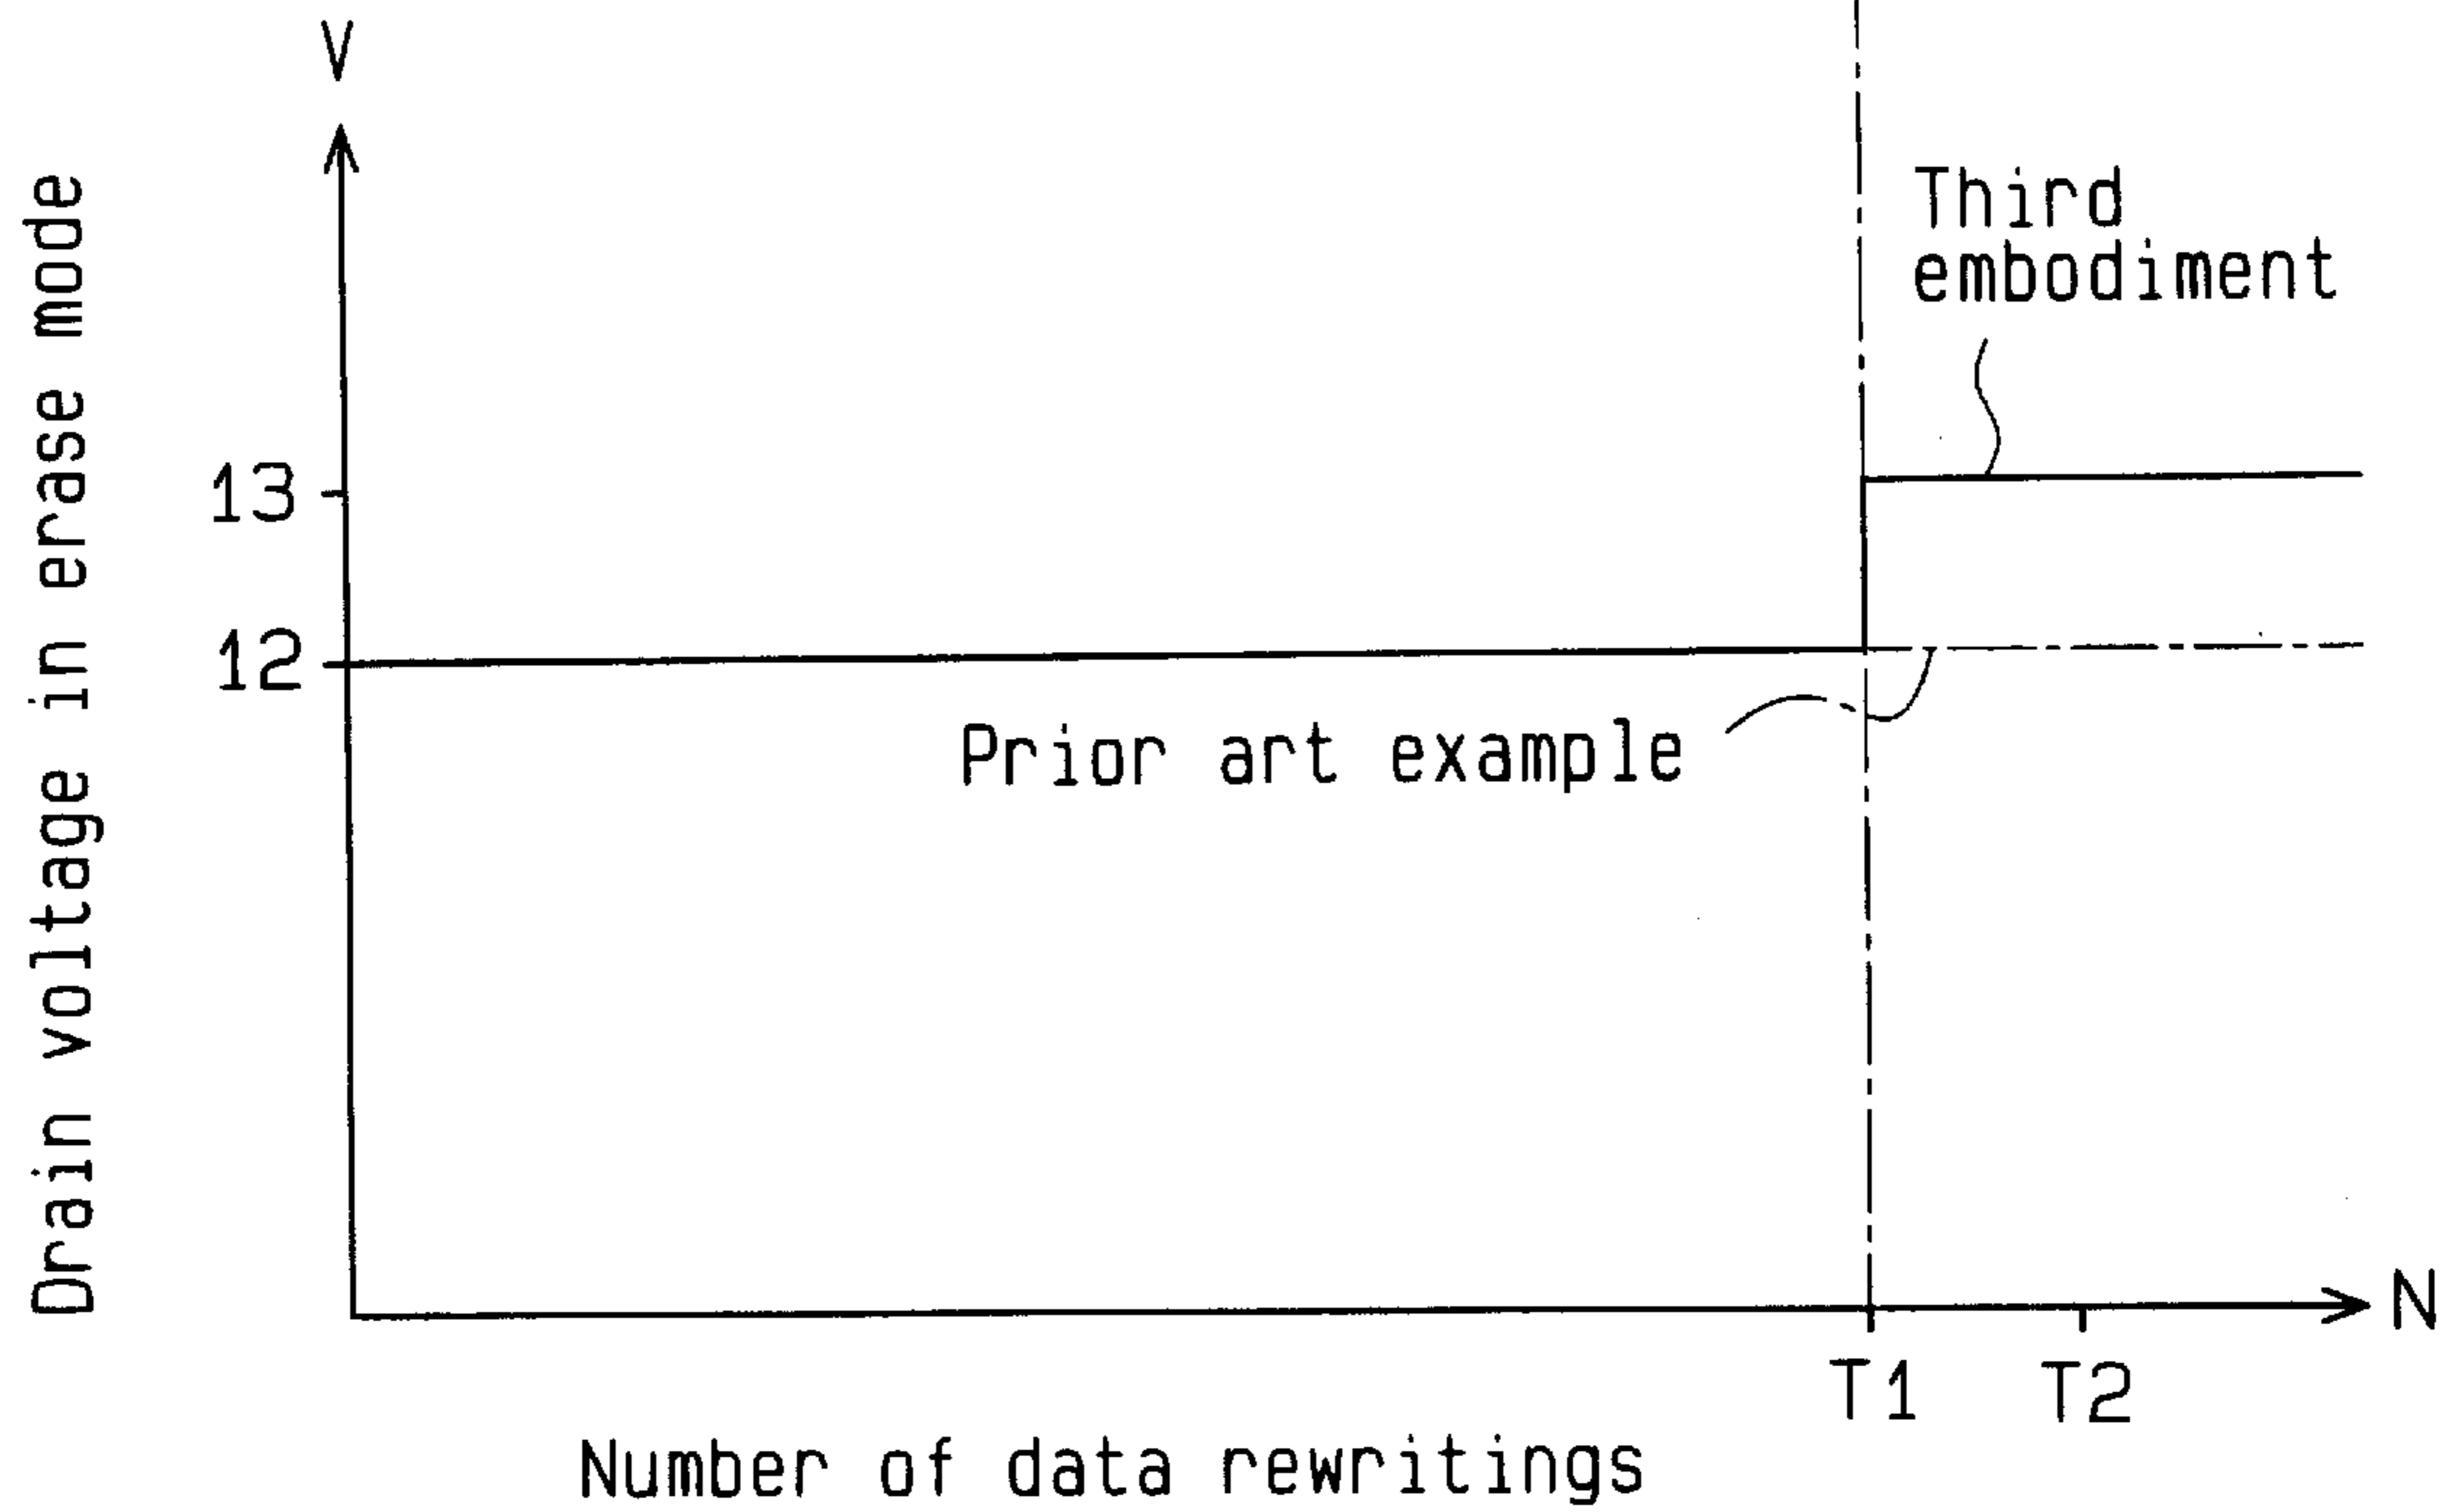 V
Drain voltage in erase mode
Third
embodiment
13
12
Prior art example
N
T1
T2
Number of data rewritings